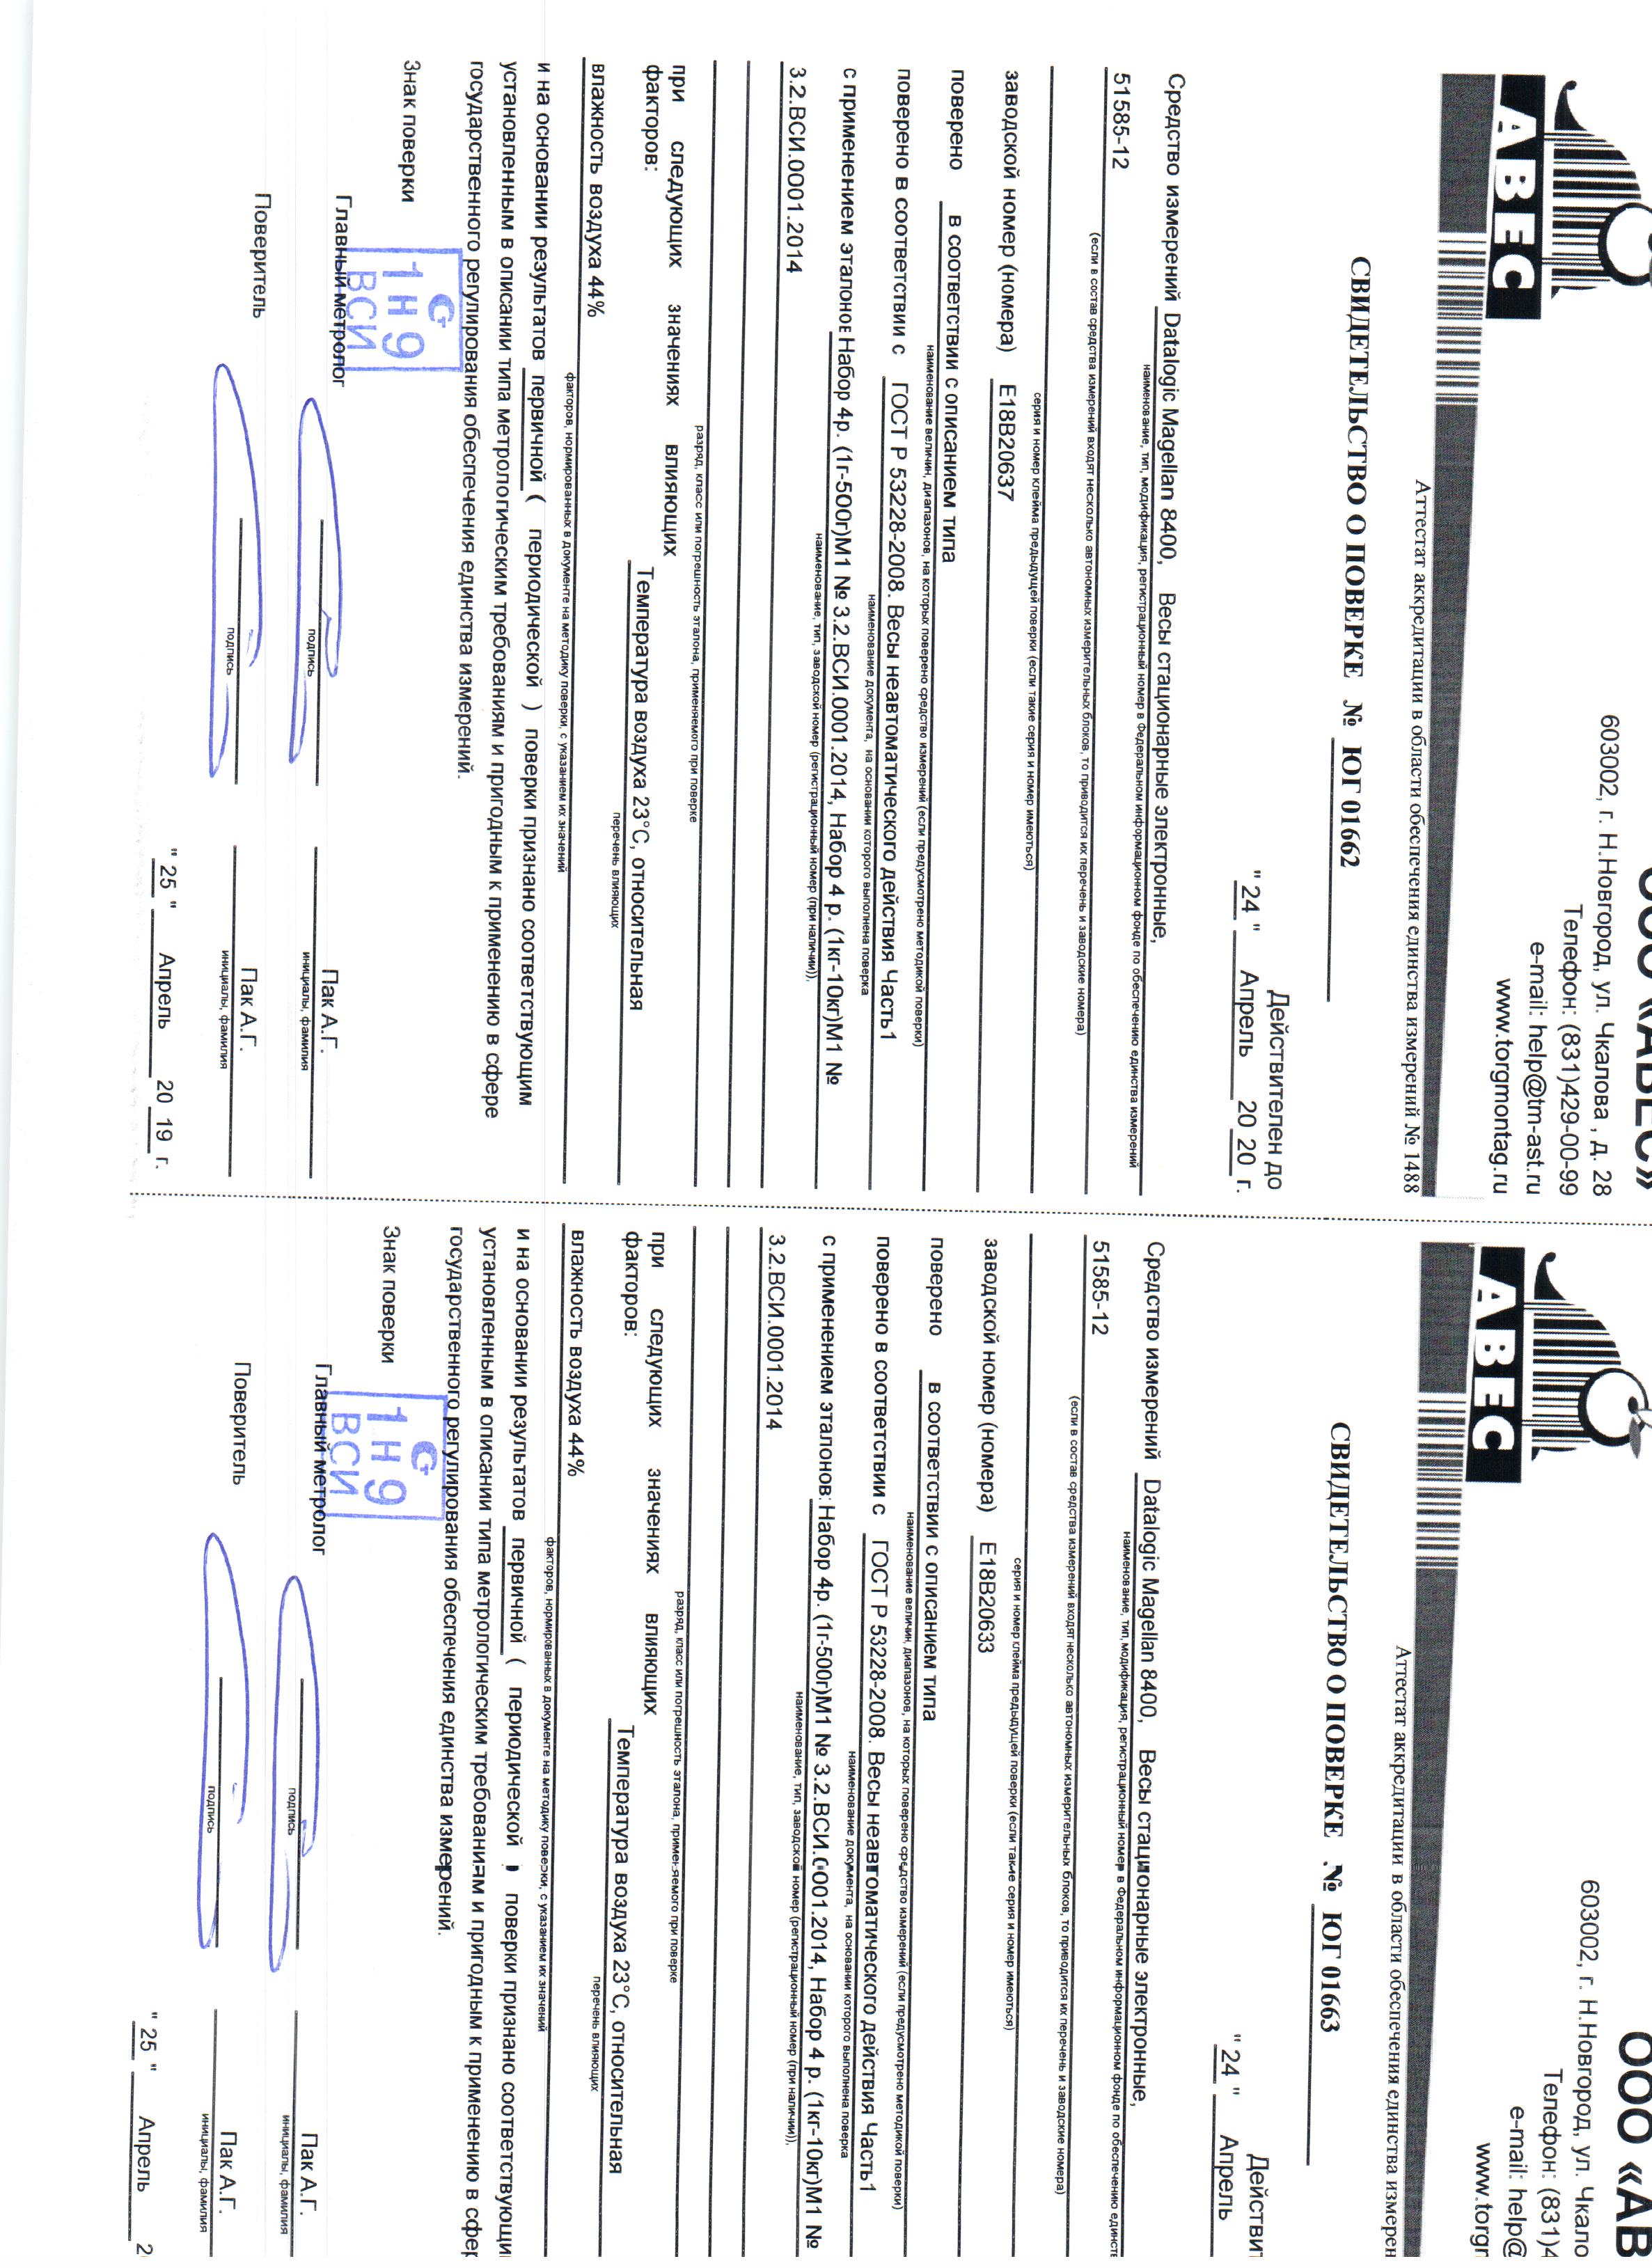 ООО «АВЕС»
603002, г. Н.Новгород, ул. Чкалова , д. 28
Телефон: (831)429-00-99
e-mail: help@tm-ast.ru
www.torgmontag.ru
АВЕС
Аттестат аккредитации в области обеспечения единства измерений № 1488
СВИДЕТЕЛЬСТВО О ПОВЕРКЕ № ЮГ 01662
Действителен до
" 24 " Апрель 20 20 г.
Средство измерений Datalogic Magellan 8400, Весы стационарные электронные,
наименование, тип, модификация, регистрационный номер в Федеральном информационном фонде по обеспечению единства измерений
51585-12
(если в состав средства измерений входят несколько автономных измерительных блоков, то приводится их перечень и заводские номера)
серия и номер клейма предыдущей поверки (если такие серия и номер имеються)
заводской номер (номера) E18B20637
поверено в соответствии с описанием типа
наименование величин, диапазонов, на которых поверено средство измерений (если предусмотрено методикой поверки)
поверено в соответствии с ГОСТ Р 53228-2008. Весы неавтоматического действия Часть1
наименование документа, на основании которого выполнена поверка
с применением эталонов Набор 4р. (1г-500г)М1 № 3.2.ВСИ.0001.2014, Набор 4 р. (1кг-10кг)М1 №
наименование, тип, заводской номер (регистрационный номер (при наличии)),
3.2.ВСИ.0001.2014
разряд, класс или погрешность эталона, применяемого при поверке
при следующих значениях влияющих
факторов:
Температура воздуха 23°С, относительная
перечень влияющих
влажность воздуха 44%
факторов, нормированных в документе на методику поверки, с указанием их значений
и на основании результатов первичной ( периодической ) поверки признано соответствующим
установленным в описании типа метрологическим требованиям и пригодным к применению в сфере
государственного регулирования обеспечения единства измерений.
Знак поверки
1 Н 9
ВСИ
Главный метролог
Пак А.Г.
подпись
инициалы, фамилия
Поверитель
Пак А.Г.
подпись
инициалы, фамилия
" 25 " Апрель 20 19 г.
ООО «АВ
603002, г. Н.Новгород, ул. Чкало
Телефон: (831)4
e-mail: help@
www.torgm
АВЕС
Аттестат аккредитации в области обеспечения единства измерен
СВИДЕТЕЛЬСТВО О ПОВЕРКЕ № ЮГ 01663
Действит
" 24 " Апрель
Средство измерений Datalogic Magellan 8400, Весы стационарные электронные,
наименование, тип, модификация, регистрационный номер в Федеральном информационном фонде по обеспечению единств
51585-12
(если в состав средства измерений входят несколько автономных измерительных блоков, то приводится их перечень и заводские номера)
серия и номер клейма предыдущей поверки (если такие серия и номер имеються)
заводской номер (номера) E18B20633
поверено в соответствии с описанием типа
наименование величин, диапазонов, на которых поверено средство измерений (если предусмотрено методикой поверки)
поверено в соответствии с ГОСТ Р 53228-2008. Весы неавтоматического действия Часть1
наименование документа, на основании которого выполнена поверка
с применением эталонов: Набор 4р. (1г-500г)М1 № 3.2.ВСИ.0001.2014, Набор 4 р. (1кг-10кг)М1 №
наименование, тип, заводской номер (регистрационный номер (при наличии)),
3.2.ВСИ.0001.2014
разряд, класс или погрешность эталона, применяемого при поверке
при следующих значениях влияющих
факторов:
Температура воздуха 23°С, относительная
перечень влияющих
влажность воздуха 44%
факторов, нормированных в документе на методику поверки, с указанием их значений
и на основании результатов первичной ( периодической ) поверки признано соответствующи
установленным в описании типа метрологическим требованиям и пригодным к применению в сфер
государственного регулирования обеспечения единства измерений.
Знак поверки
1 Н 9
ВСИ
Главный метролог
Пак А.Г.
подпись
инициалы, фамилия
Поверитель
Пак А.Г.
подпись
инициалы, фамилия
" 25 " Апрель 2